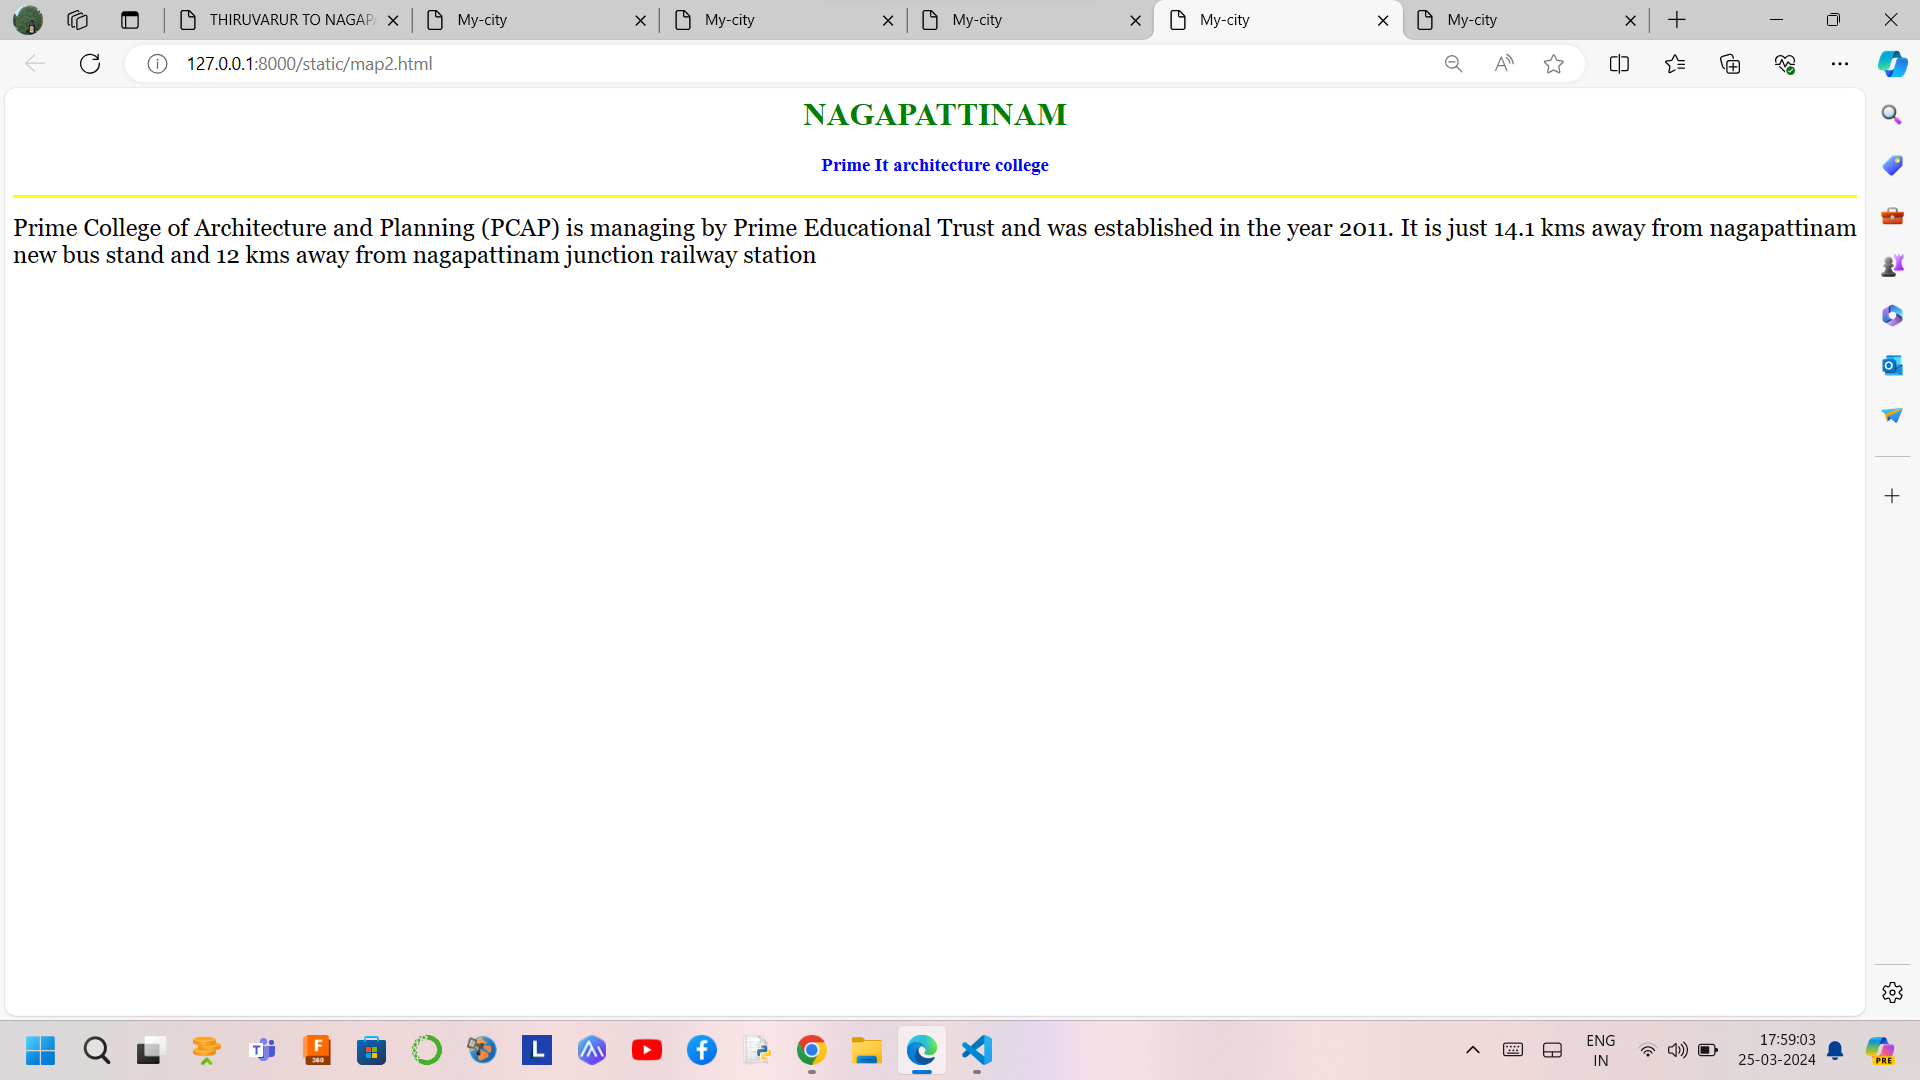 THIRUVARUR TO NAGAP
My-city
My-city
My-city
My-city
My-city
127.0.0.1:8000/static/map2.html
NAGAPATTINAM
Prime It architecture college
Prime College of Architecture and Planning (PCAP) is managing by Prime Educational Trust and was established in the year 2011. It is just 14.1 kms away from nagapattinam
new bus stand and 12 kms away from nagapattinam junction railway station
ENG
IN
17:59:03
25-03-2024